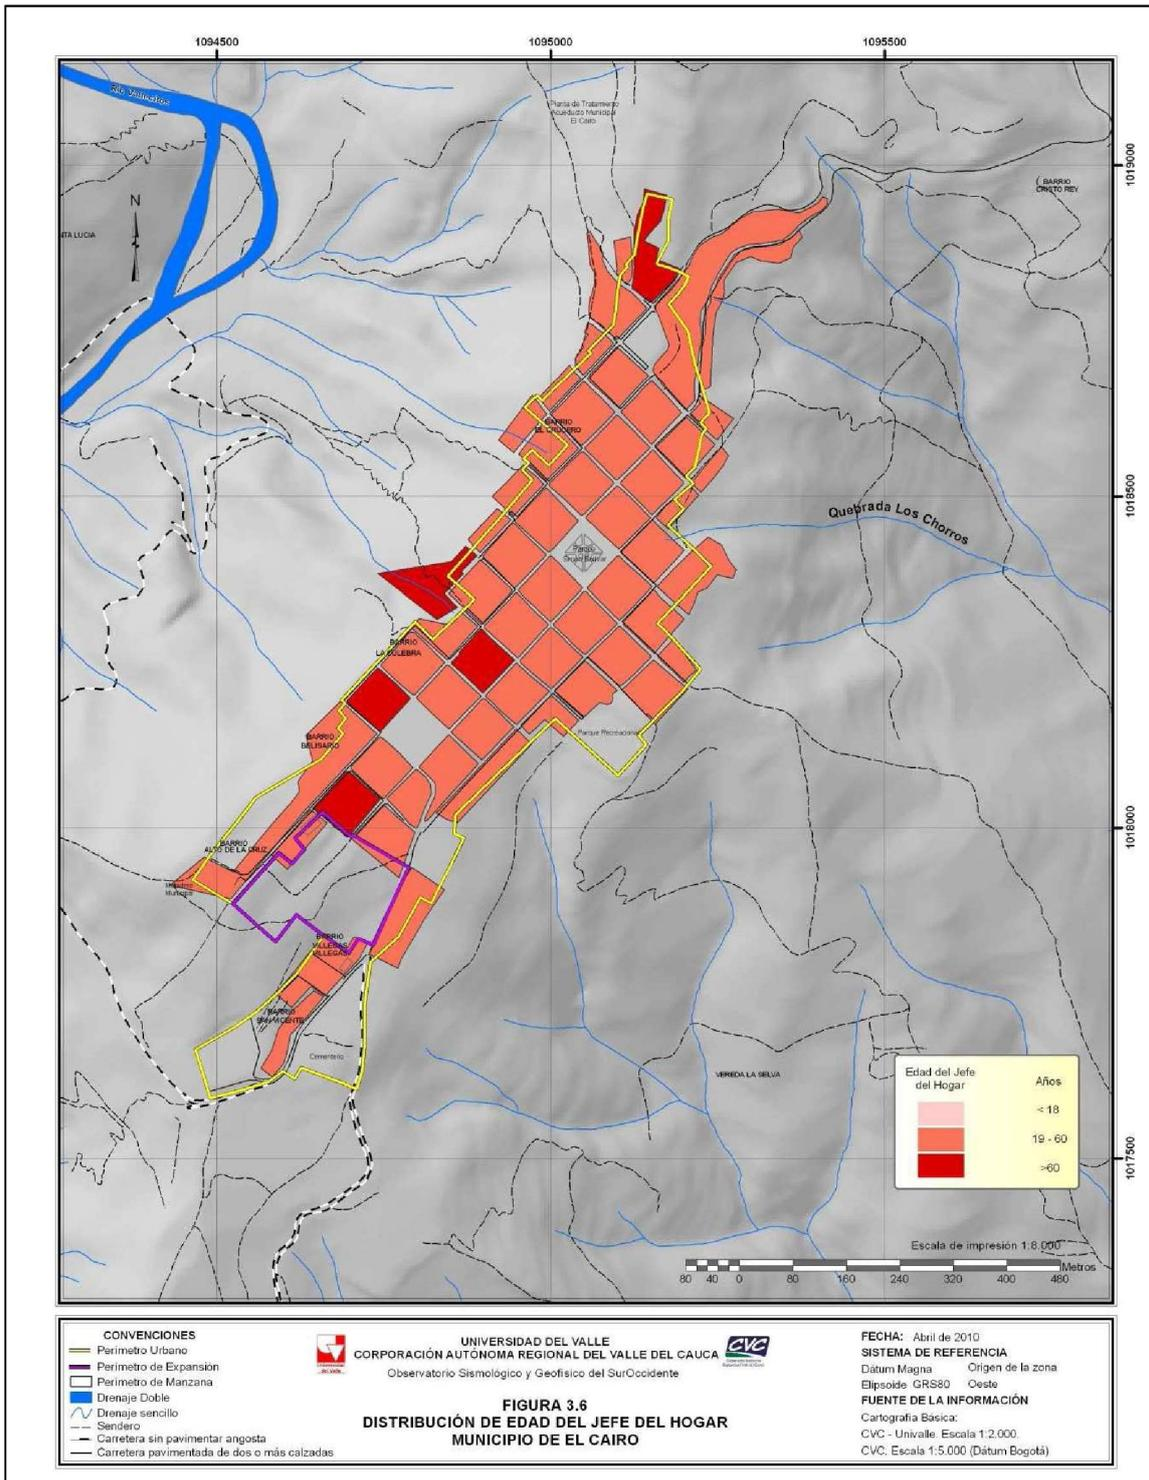 1094500 1095000 1095500
Planta de Tratamiento
Acueducto Municipal
El Cairo
1019000
BARRIO
CRISTO REY
N
NTA LUCIA
BARRIO
EL CRUCERO
1018500
Quebrada Los Chorros
Parque
Simón Bolívar
BARRIO
LA CULEBRA
BARRIO
BELISARIO
Parque Recreacional
1018000
BARRIO
ALTO DE LA CRUZ
Matadero
Municipal
BARRIO
VILLEGAS
VILLEGAS
BARRIO
SAN VICENTE
Cementerio
VEREDA LA SELVA
Edad del Jefe
del Hogar
Años
< 18
19 - 60
>60
1017500
Escala de impresión 1:8.000
Metros
80 40 0 80 160 240 320 400 480
CONVENCIONES
Perímetro Urbano
Perímetro de Expansión
Perímetro de Manzana
Drenaje Doble
Drenaje sencillo
Sendero
Carretera sin pavimentar angosta
Carretera pavimentada de dos o más calzadas
UNIVERSIDAD DEL VALLE
CORPORACIÓN AUTÓNOMA REGIONAL DEL VALLE DEL CAUCA
CVC
Observatorio Sismológico y Geofísico del SurOccidente
FIGURA 3.6
DISTRIBUCIÓN DE EDAD DEL JEFE DEL HOGAR
MUNICIPIO DE EL CAIRO
FECHA: Abril de 2010
SISTEMA DE REFERENCIA
Dátum Magna Origen de la zona
Elipsoide GRS80 Oeste
FUENTE DE LA INFORMACIÓN
Cartografía Básica:
CVC - Univalle. Escala 1:2.000.
CVC. Escala 1:5.000 (Dátum Bogotá)